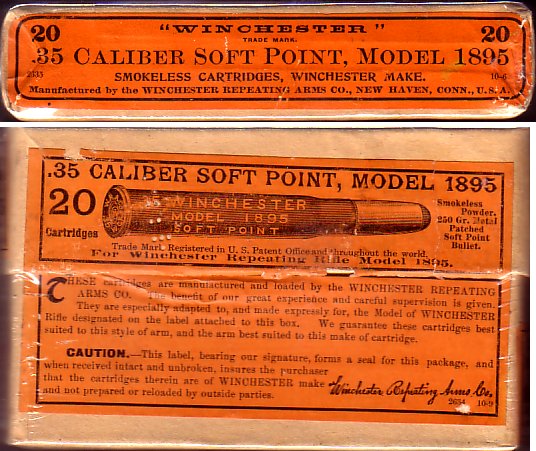 "WINCHESTER"
TRADE MARK.
20 20
.35 CALIBER SOFT POINT, MODEL 1895
2535 SMOKELESS CARTRIDGES, WINCHESTER MAKE. 10-6
Manufactured by the WINCHESTER REPEATING ARMS CO., NEW HAVEN, CONN., U.S.A.
.35 CALIBER SOFT POINT, MODEL 1895
20
Cartridges
.35 WINCHESTER
MODEL 1895
SOFT POINT
Smokeless
Powder.
250 Gr. Metal
Patched
Soft Point
Bullet.
Trade Mark Registered in U. S. Patent Office and throughout the world.
For Winchester Repeating Rifle Model 1895.
THESE cartridges are manufactured and loaded by the WINCHESTER REPEATING
ARMS CO. The benefit of our great experience and careful supervision is given.
They are especially adapted to, and made expressly for, the Model of WINCHESTER
Rifle designated on the label attached to this box. We guarantee these cartridges best
suited to this style of arm, and the arm best suited to this make of cartridge.
CAUTION.—This label, bearing our signature, forms a seal for this package, and
when received intact and unbroken, insures the purchaser
that the cartridges therein are of WINCHESTER make
and not prepared or reloaded by outside parties.
Winchester Repeating Arms Co.
2634 10-9